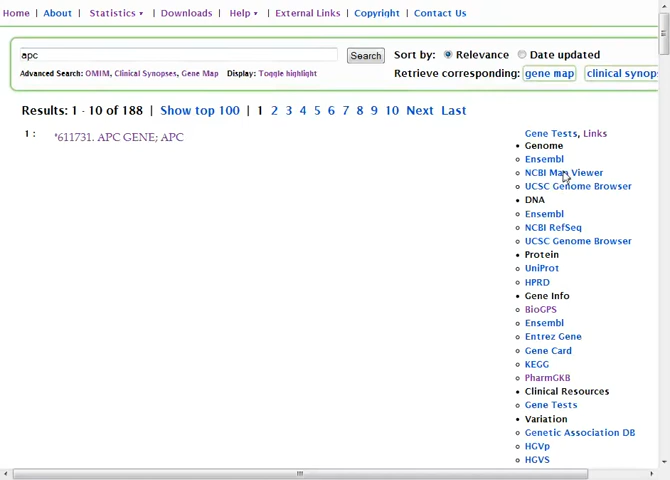 Home | About | Statistics ▾ | Downloads | Help ▾ | External Links | Copyright | Contact Us
apc Search Sort by: Relevance Date updated
Advanced Search: OMIM, Clinical Synopses, Gene Map Display: Toggle highlight Retrieve corresponding: gene map clinical synops
Results: 1 - 10 of 188 | Show top 100 | 1 2 3 4 5 6 7 8 9 10 Next Last
1 : *611731. APC GENE; APC
Gene Tests, Links
Genome
Ensembl
NCBI Map Viewer
UCSC Genome Browser
DNA
Ensembl
NCBI RefSeq
UCSC Genome Browser
Protein
UniProt
HPRD
Gene Info
BioGPS
Ensembl
Entrez Gene
Gene Card
KEGG
PharmGKB
Clinical Resources
Gene Tests
Variation
Genetic Association DB
HGVp
HGVS